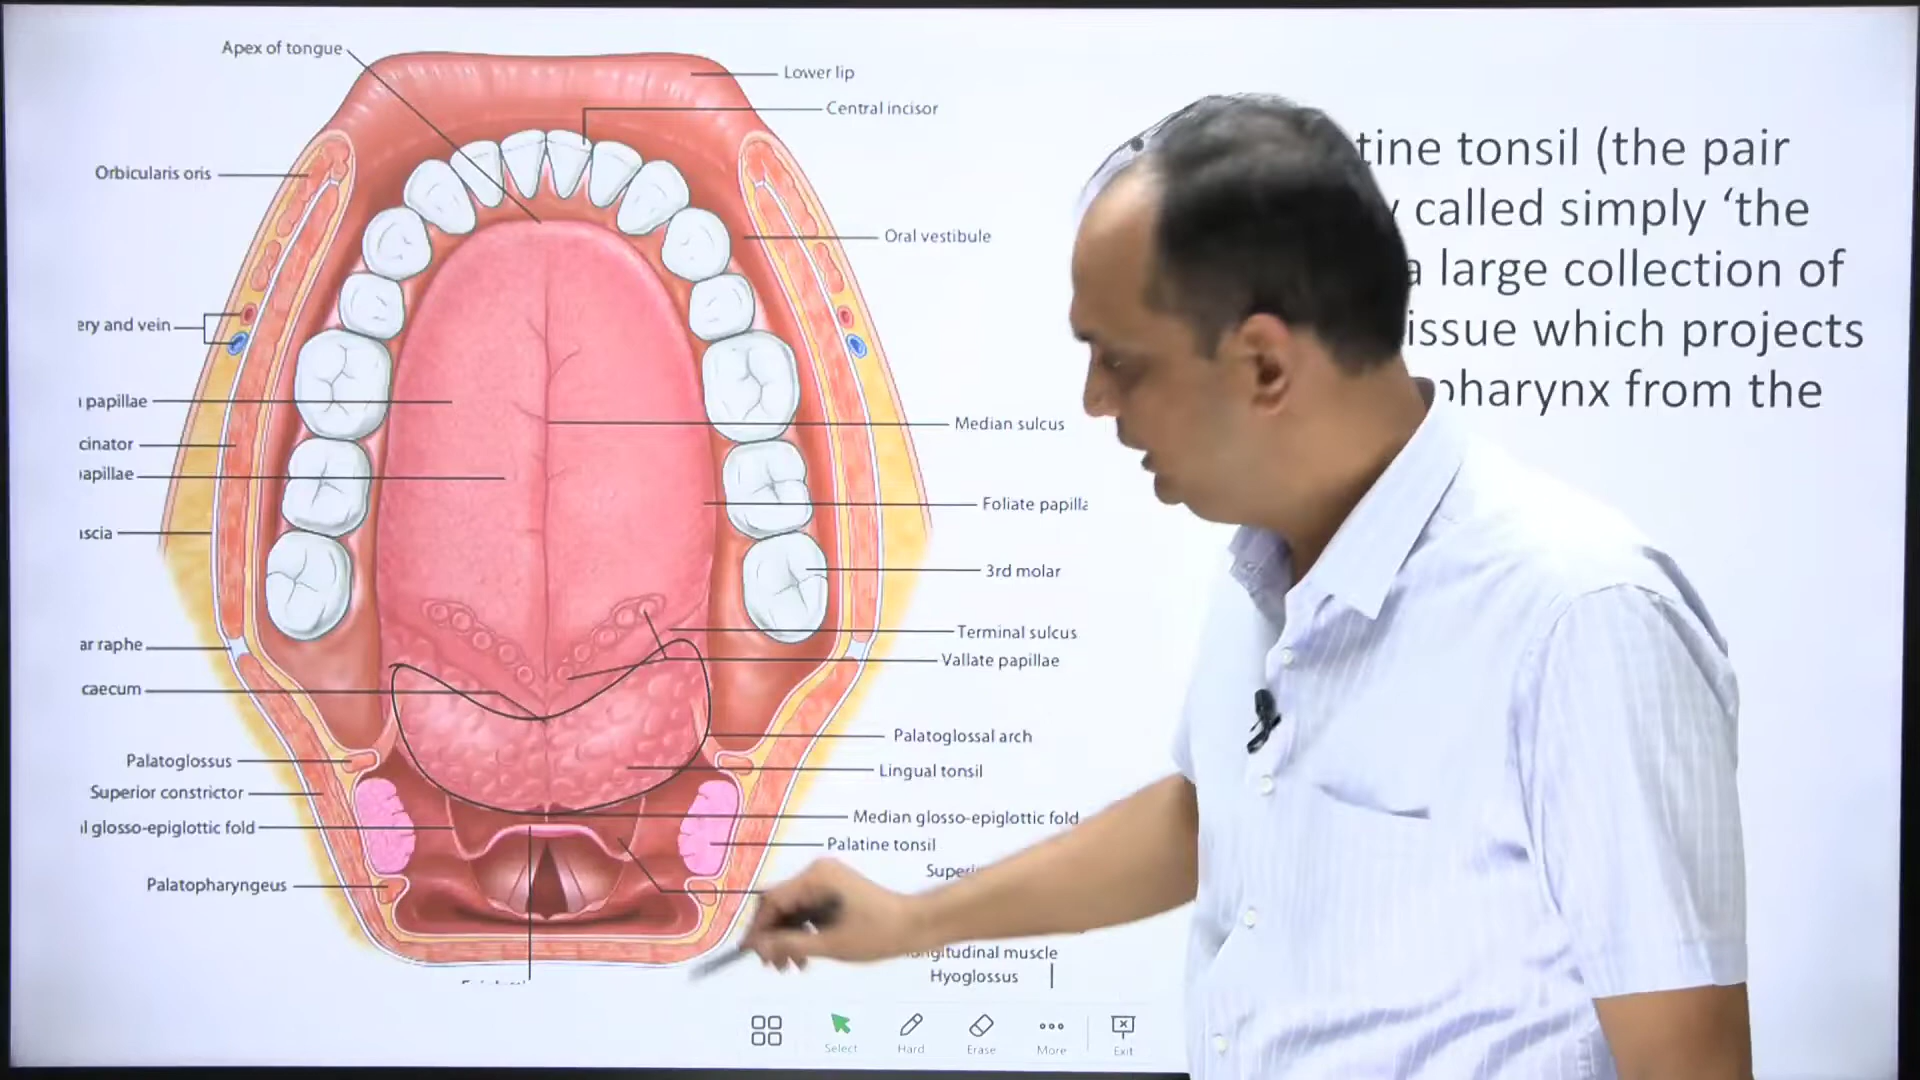 Apex of tongue
Lower lip
Central incisor
Orbicularis oris
Oral vestibule
ery and vein
papillae
cinator
apillae
scia
Median sulcus
Foliate papilla
3rd molar
Terminal sulcus
Vallate papillae
ar raphe
caecum
Palatoglossal arch
Palatoglossus
Lingual tonsil
Superior constrictor
Median glosso-epiglottic fold
l glosso-epiglottic fold
Palatine tonsil
Palatopharyngeus
gitudinal muscle
Hyoglossus
tine tonsil (the pair
called simply ‘the
a large collection of
issue which projects
pharynx from the
Select
Hard
Erase
More
Exit